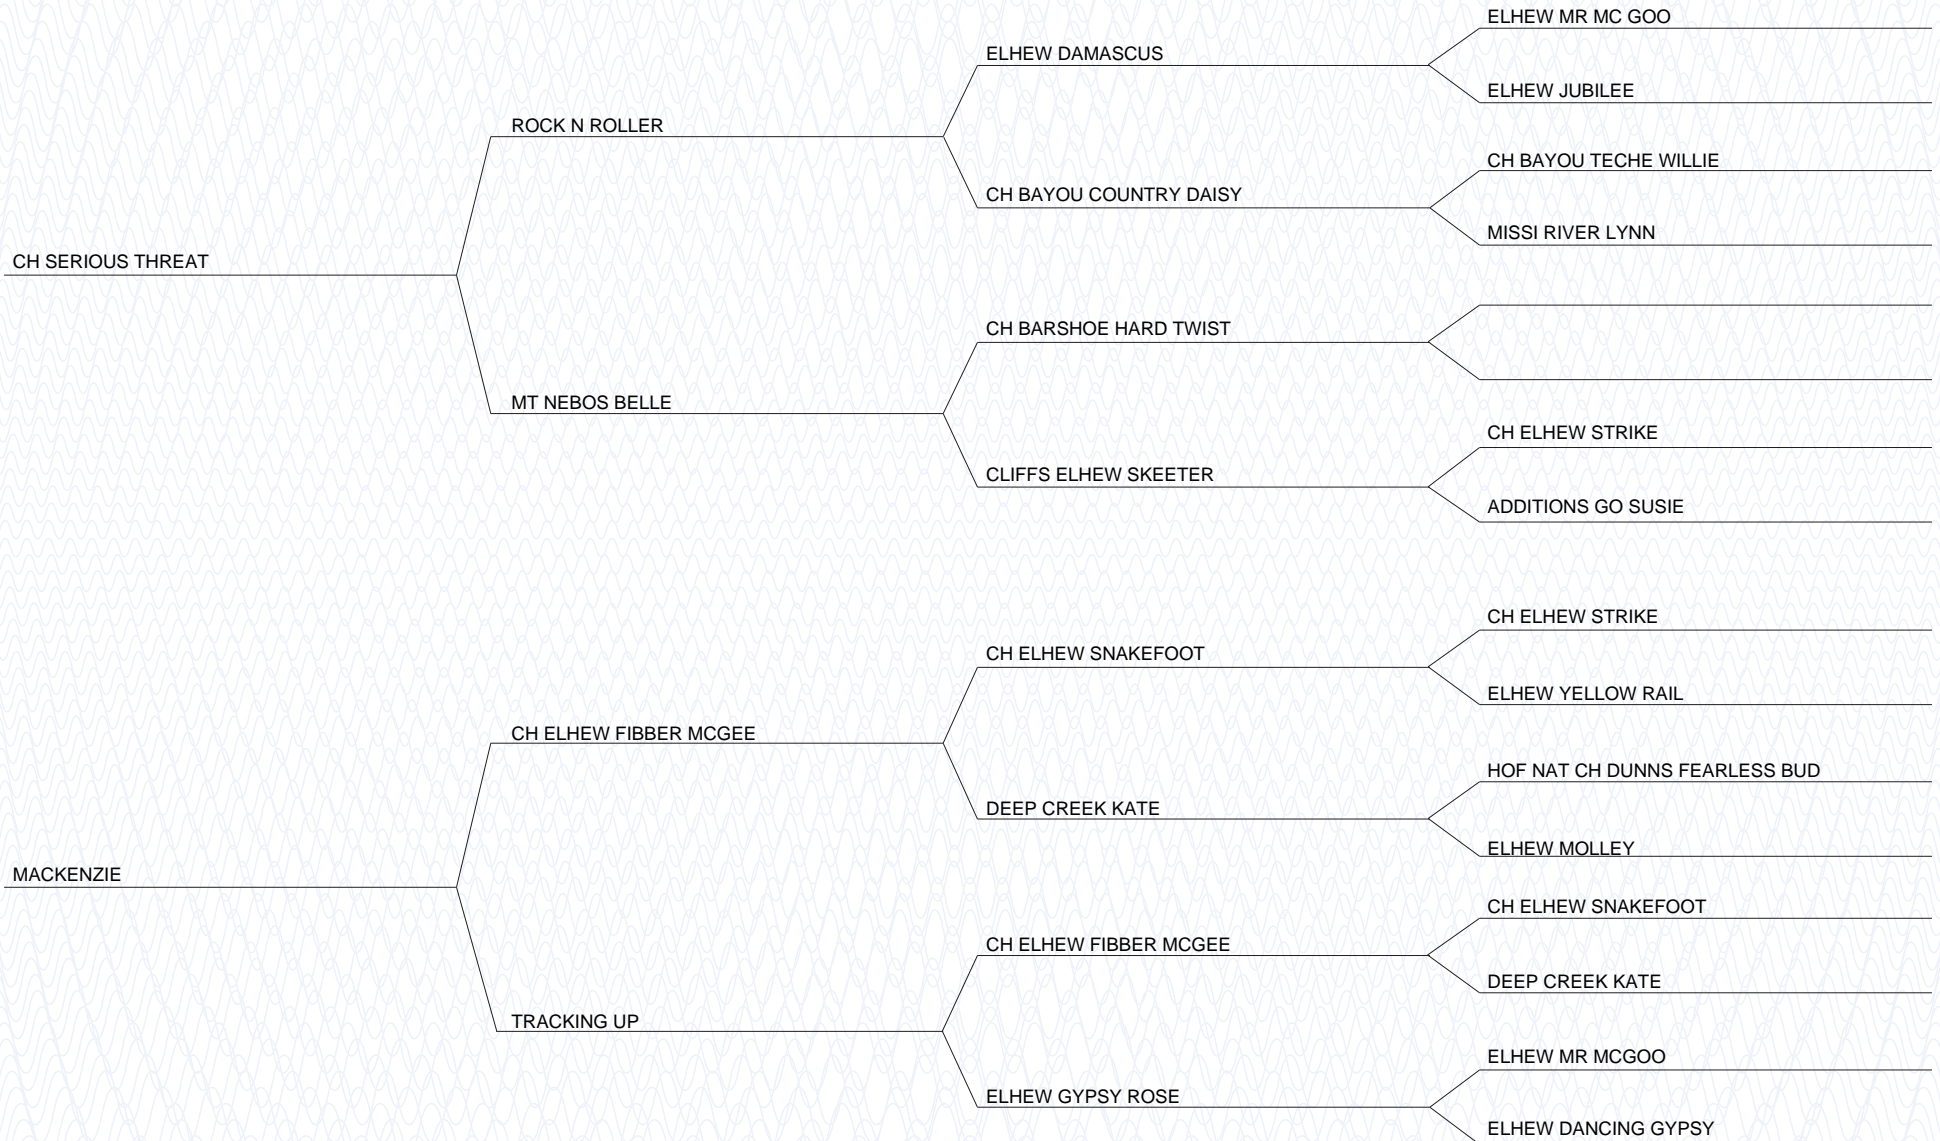 ELHEW MR MC GOO
ELHEW DAMASCUS
ELHEW JUBILEE
ROCK N ROLLER
CH BAYOU TECHE WILLIE
CH BAYOU COUNTRY DAISY
MISSI RIVER LYNN
CH SERIOUS THREAT
CH BARSHOE HARD TWIST
MT NEBOS BELLE
CH ELHEW STRIKE
CLIFFS ELHEW SKEETER
ADDITIONS GO SUSIE
CH ELHEW STRIKE
CH ELHEW SNAKEFOOT
ELHEW YELLOW RAIL
CH ELHEW FIBBER MCGEE
HOF NAT CH DUNNS FEARLESS BUD
DEEP CREEK KATE
ELHEW MOLLEY
MACKENZIE
CH ELHEW SNAKEFOOT
CH ELHEW FIBBER MCGEE
DEEP CREEK KATE
TRACKING UP
ELHEW MR MCGOO
ELHEW GYPSY ROSE
ELHEW DANCING GYPSY